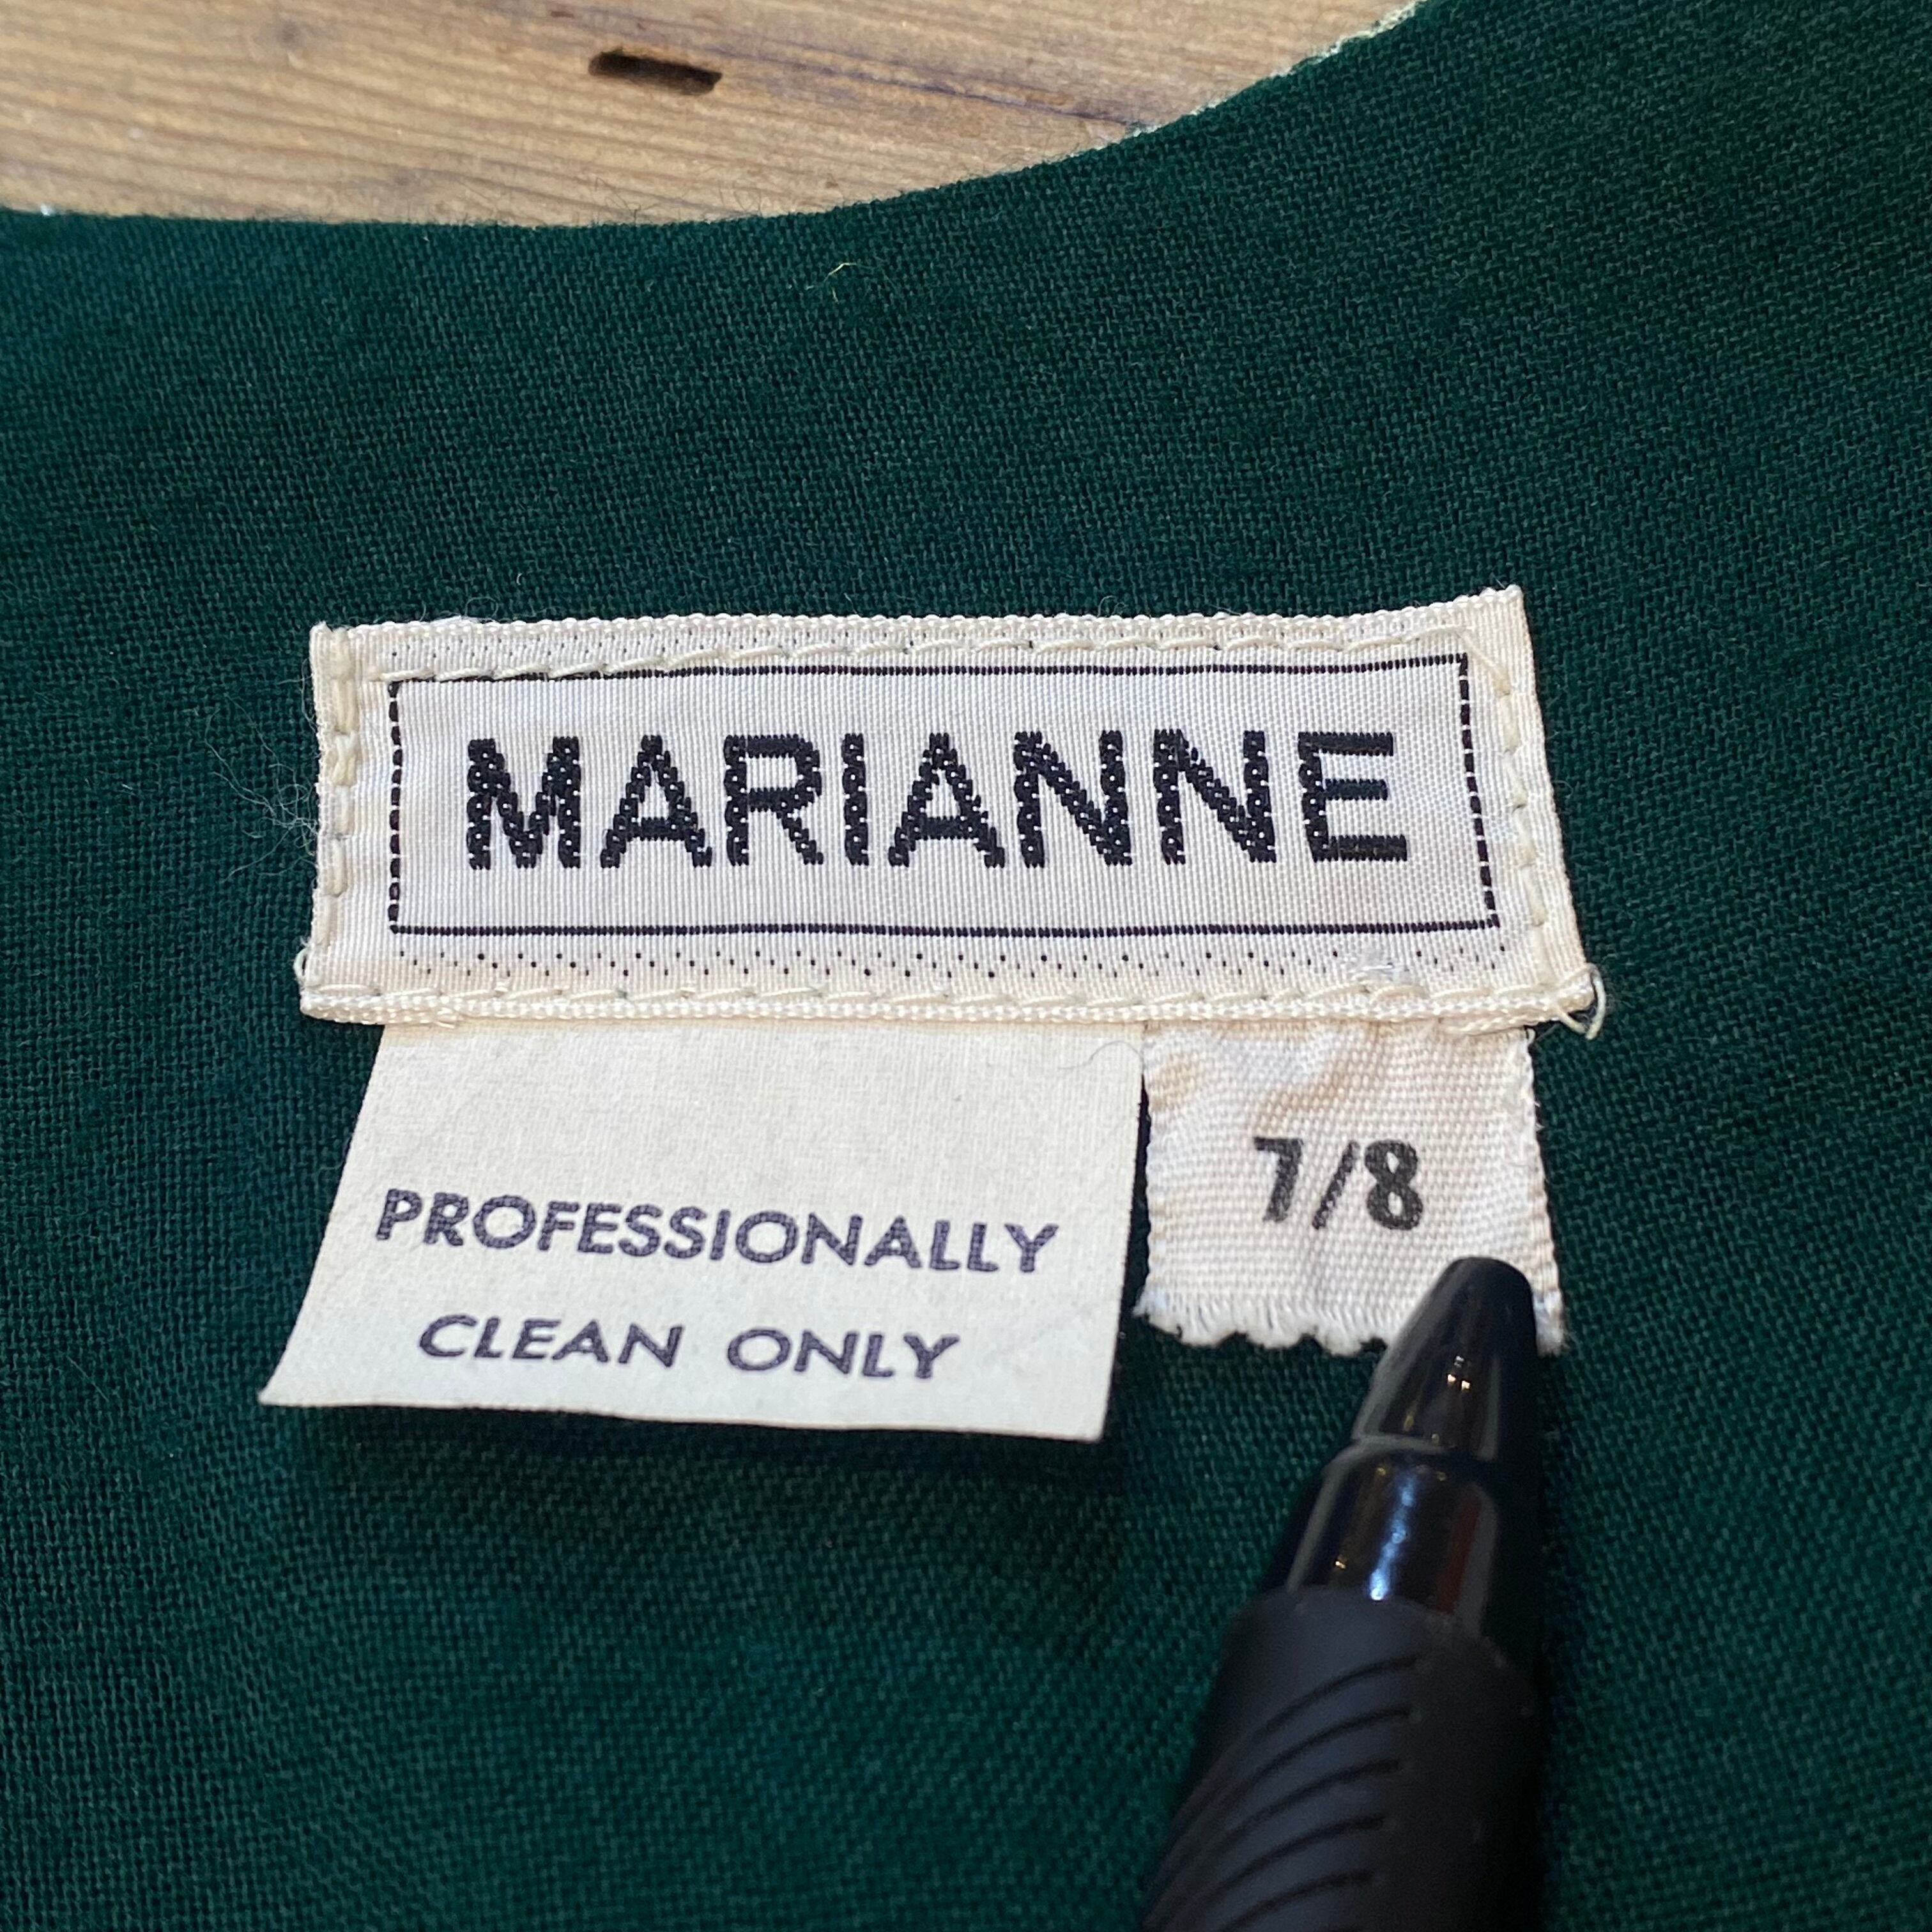 MARIANNE
PROFESSIONALLY
CLEAN ONLY
7/8